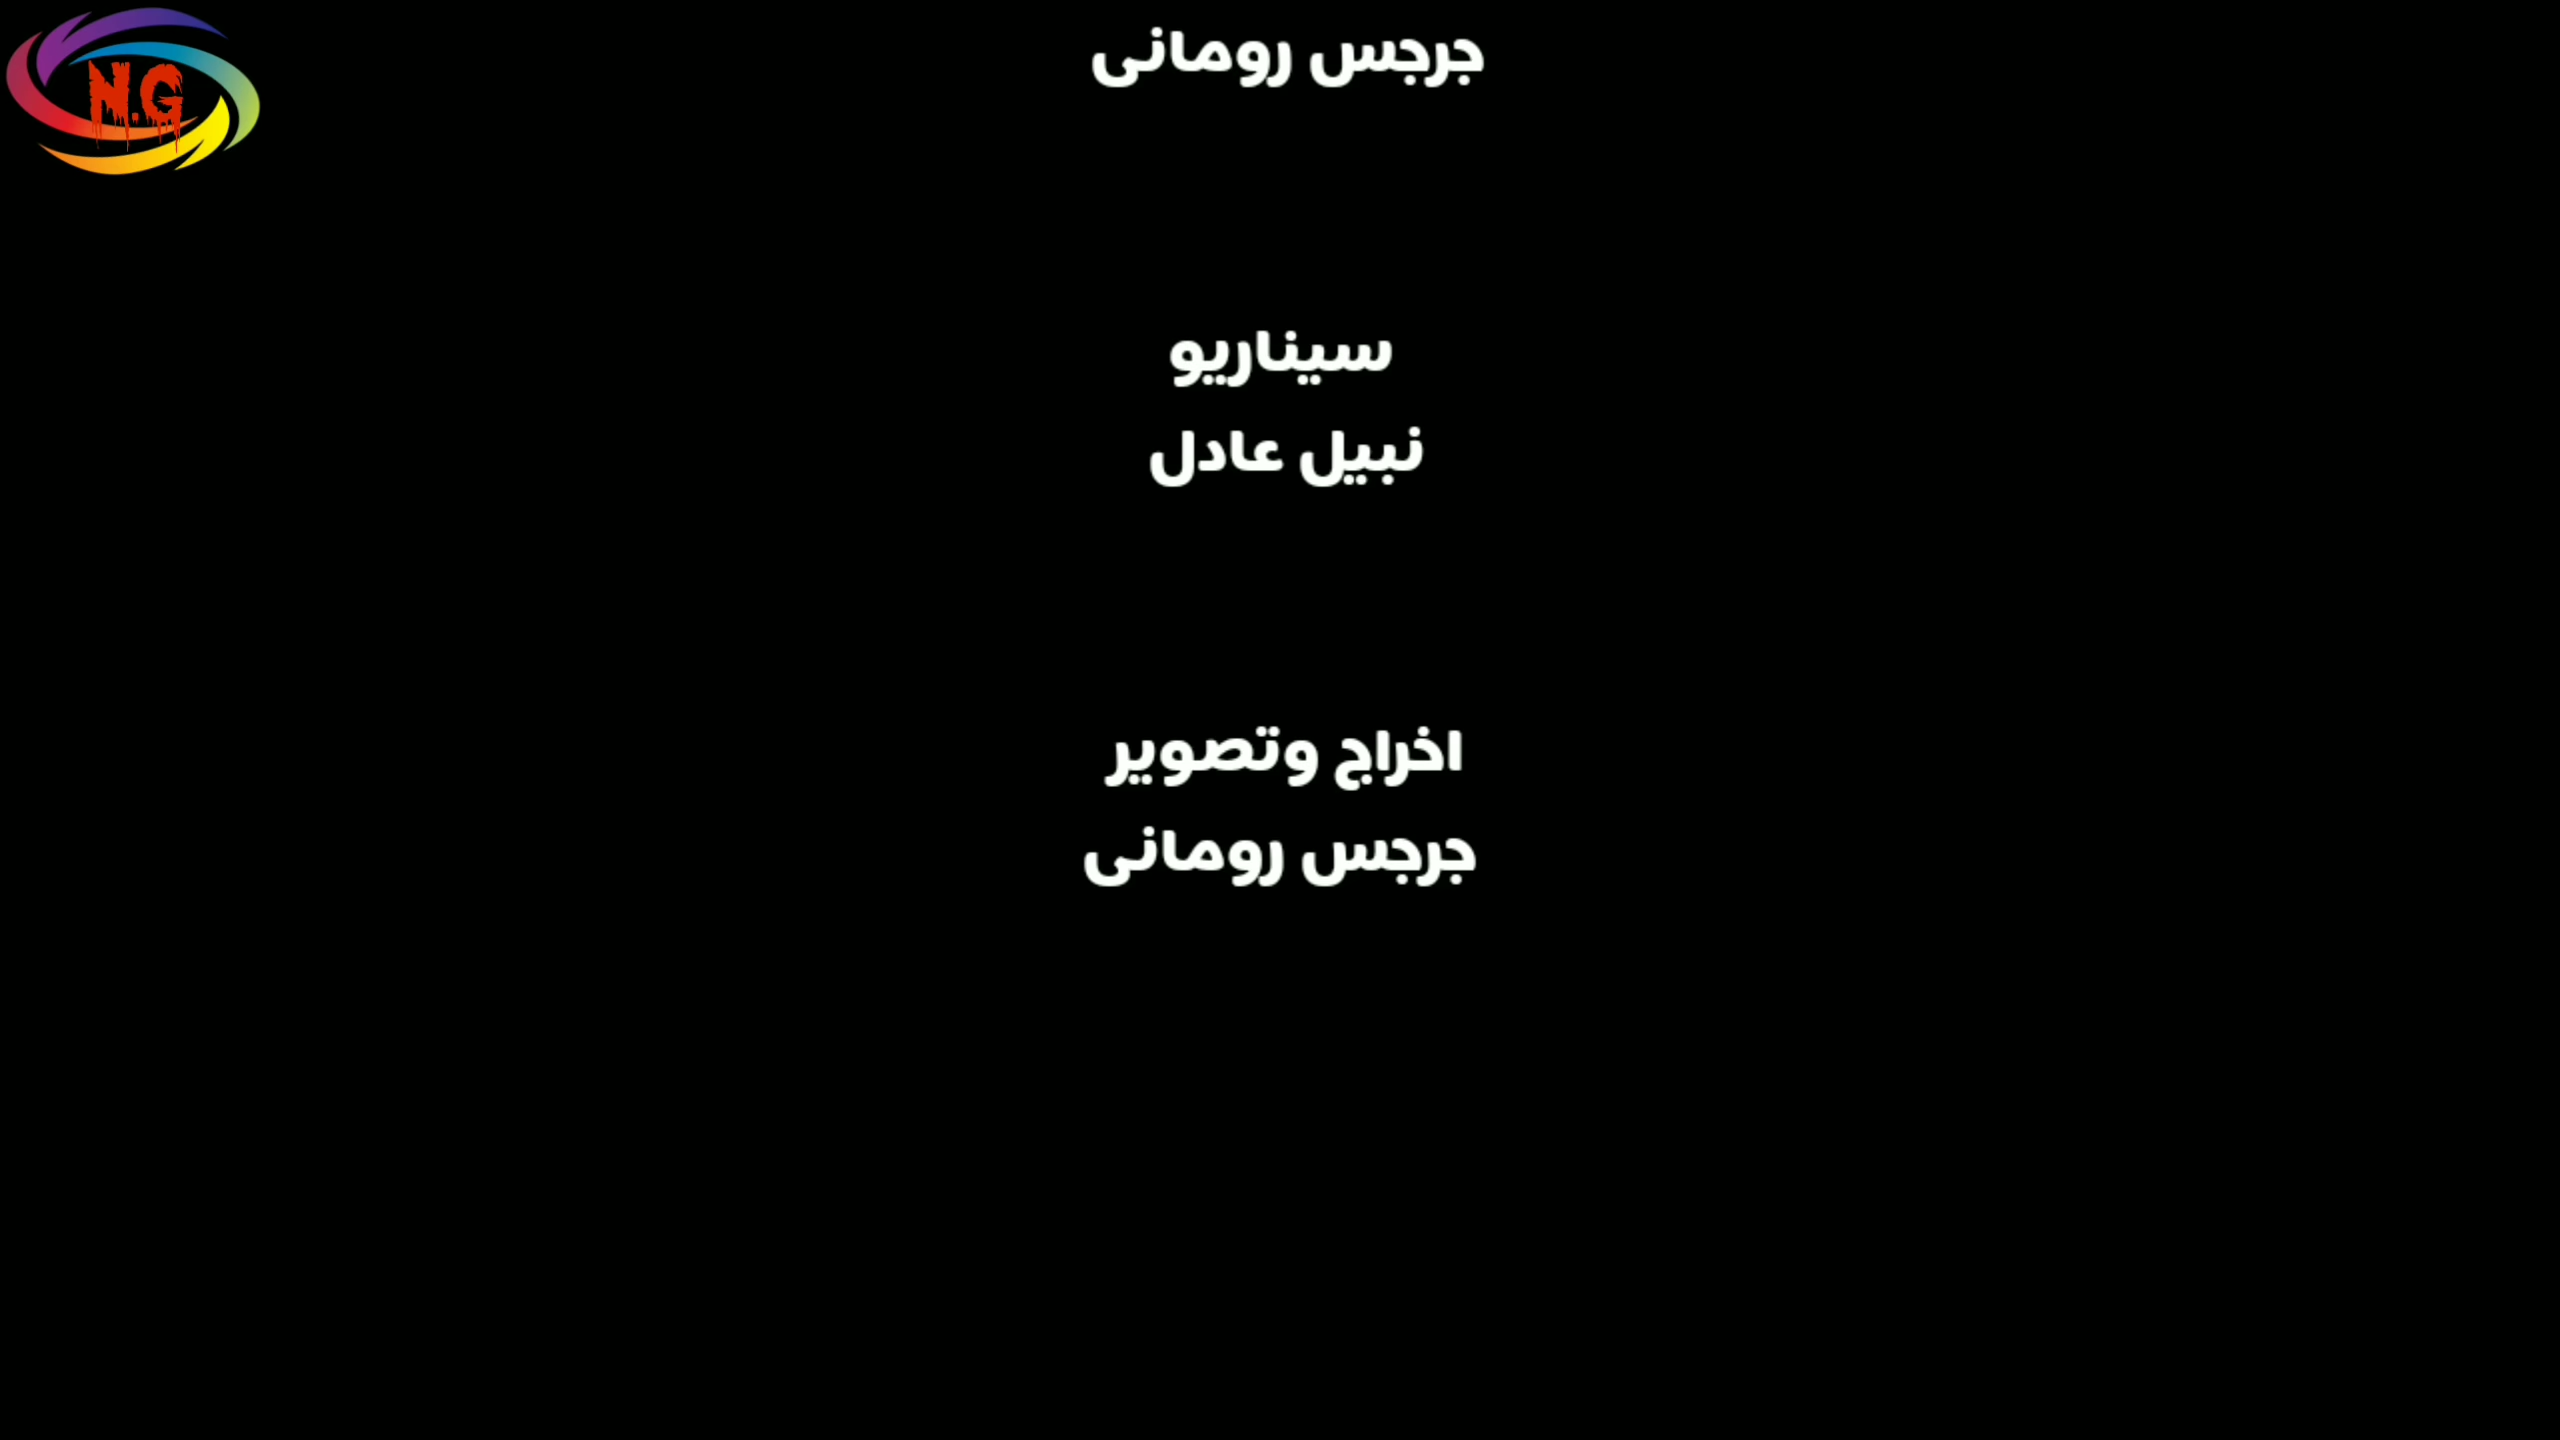 N.G
جرجس رومانى
سيناريو
نبيل عادل
اخراج وتصوير
جرجس رومانى